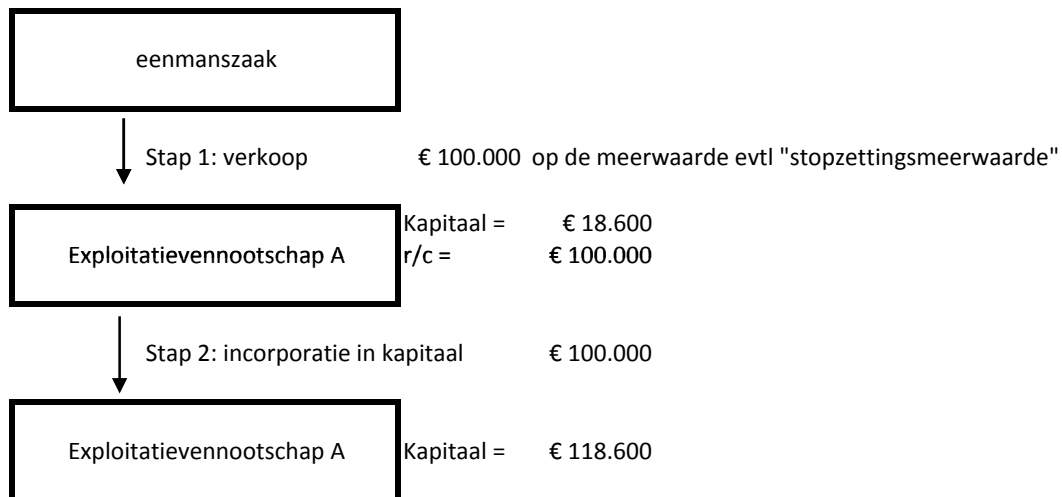 eenmanszaak
Stap 1: verkoop € 100.000 op de meerwaarde evtl "stopzettingsmeerwaarde"
Kapitaal = € 18.600
Exploitatievennootschap A r/c = € 100.000
Stap 2: incorporatie in kapitaal € 100.000
Exploitatievennootschap A Kapitaal = € 118.600